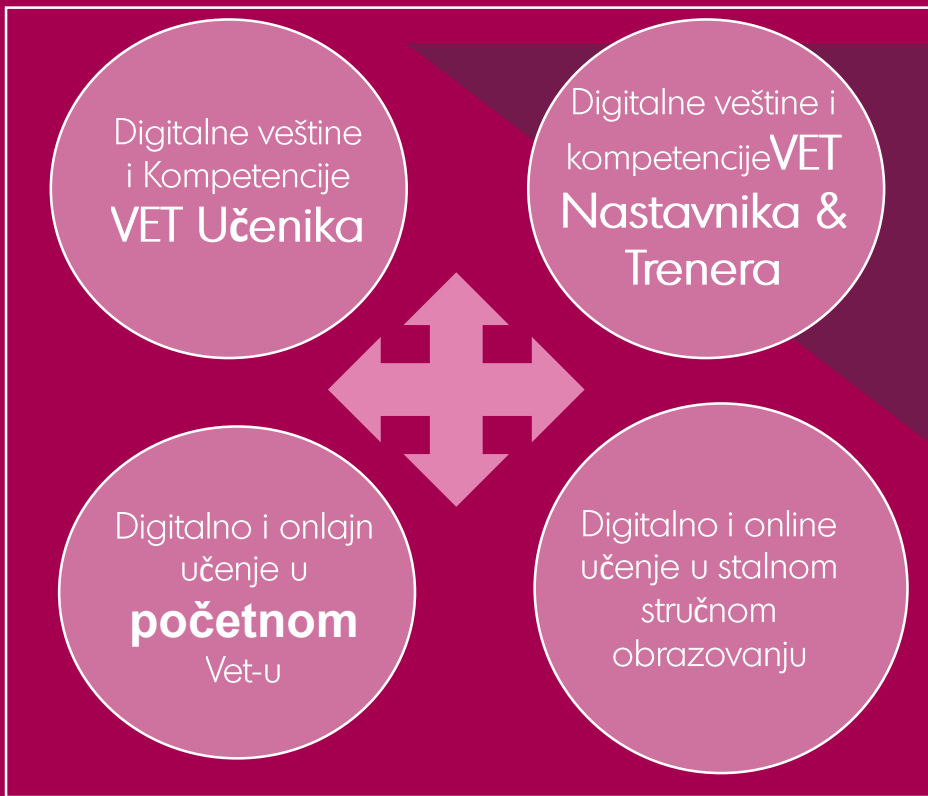 Digitalne veštine
i Kompetencije
VET Učenika
Digitalne veštine i
kompetencijeVET
Nastavnika &
Trenera
Digitalno i onlajn
učenje u
početnom
Vet-u
Digitalno i online
učenje u stalnom
stručnom
obrazovanju